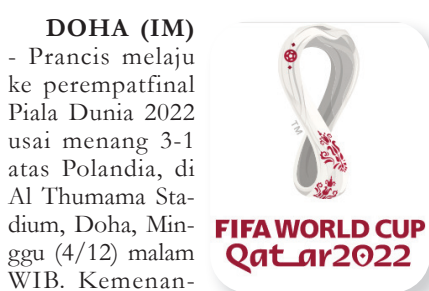 DOHA (IM)
- Prancis melaju
ke perempatfinal
Piala Dunia 2022
usai menang 3-1
atas Polandia, di
Al Thumama Sta-
dium, Doha, Min-
ggu (4/12) malam
WIB. Kemenan-
TM
FIFA WORLD CUP
Qatar2022